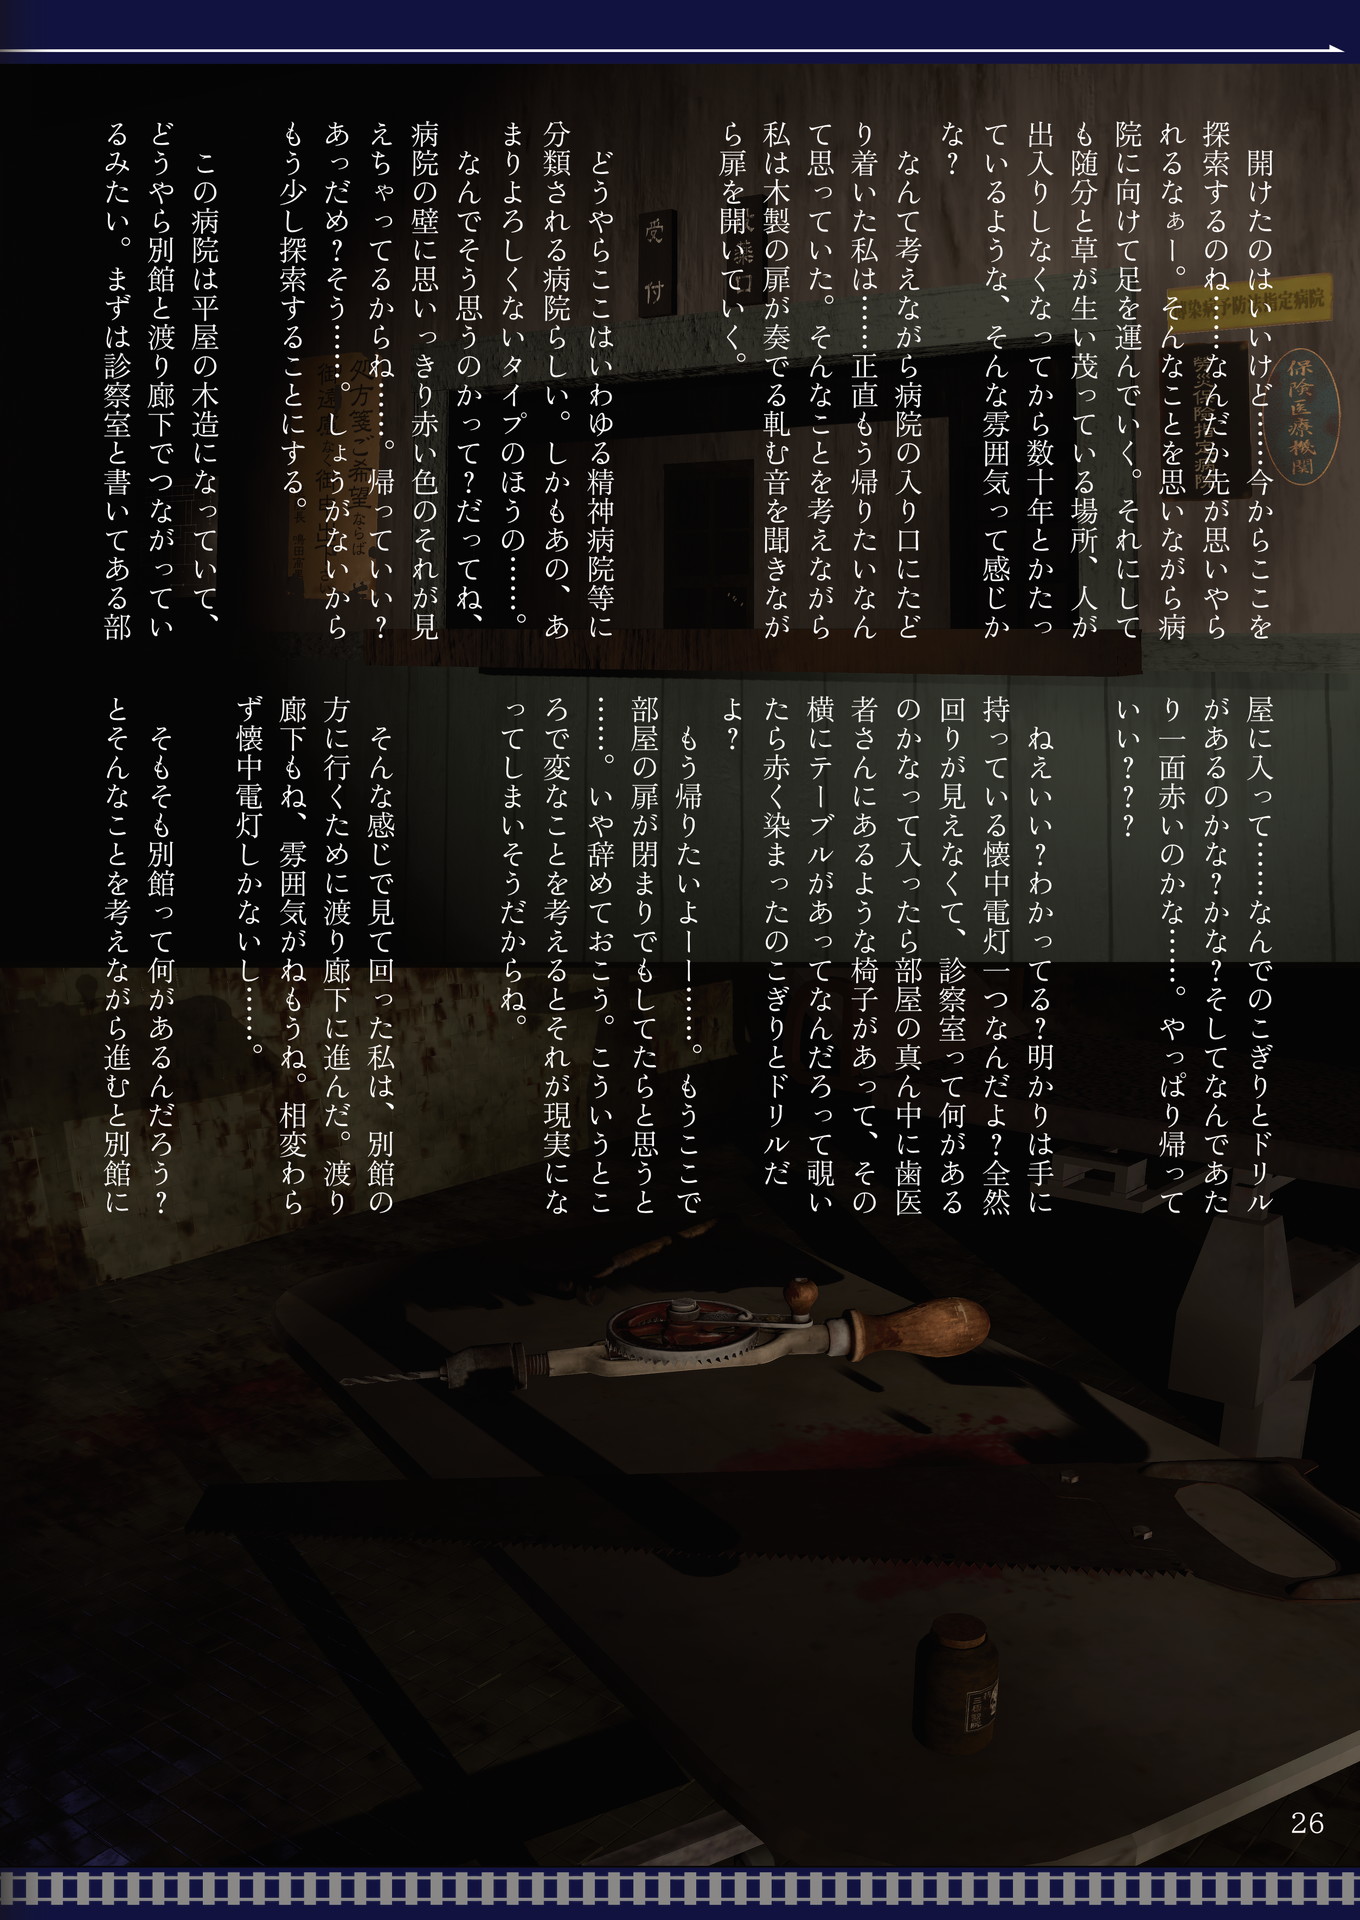 開けたのはいいけど……今からここを
探索するのね……なんだか先が思いやら
れるなぁー。そんなことを思いながら病
院に向けて足を運んでいく。それにして
も随分と草が生い茂っている場所、人が
出入りしなくなってから数十年とかたっ
ているような、そんな雰囲気って感じか
な？
なんて考えながら病院の入り口にたど
り着いた私は……正直もう帰りたいなん
て思っていた。そんなことを考えながら
私は木製の扉が奏でる軋む音を聞きなが
ら扉を開いていく。
どうやらここはいわゆる精神病院等に
分類される病院らしい。しかもあの、あ
まりよろしくないタイプのほうの……。
なんでそう思うのかって？だってね、
病院の壁に思いっきり赤い色のそれが見
えちゃってるからね……。帰っていい？
あっだめ？そう……。しょうがないから
もう少し探索することにする。
この病院は平屋の木造になっていて、
どうやら別館と渡り廊下でつながってい
るみたい。まずは診察室と書いてある部
屋に入って……なんでのこぎりとドリル
があるのかな？かな？そしてなんであた
り一面赤いのかな……。やっぱり帰って
いい？？？
ねえいい？わかってる？明かりは手に
持っている懐中電灯一つなんだよ？全然
回りが見えなくて、診察室って何がある
のかなって入ったら部屋の真ん中に歯医
者さんにあるような椅子があって、その
横にテーブルがあってなんだろって覗い
たら赤く染まったのこぎりとドリルだ
よ？
もう帰りたいよーー……。もうここで
部屋の扉が閉まりでもしてたらと思うと
……。いや辞めておこう。こういうとこ
ろで変なことを考えるとそれが現実にな
ってしまいそうだからね。
そんな感じで見て回った私は、別館の
方に行くために渡り廊下に進んだ。渡り
廊下もね、雰囲気がねもうね。相変わら
ず懐中電灯しかないし……。
そもそも別館って何があるんだろう？
とそんなことを考えながら進むと別館に
保険医療機関
労災保険指定病院
受付
処方箋ご希望ならば
26